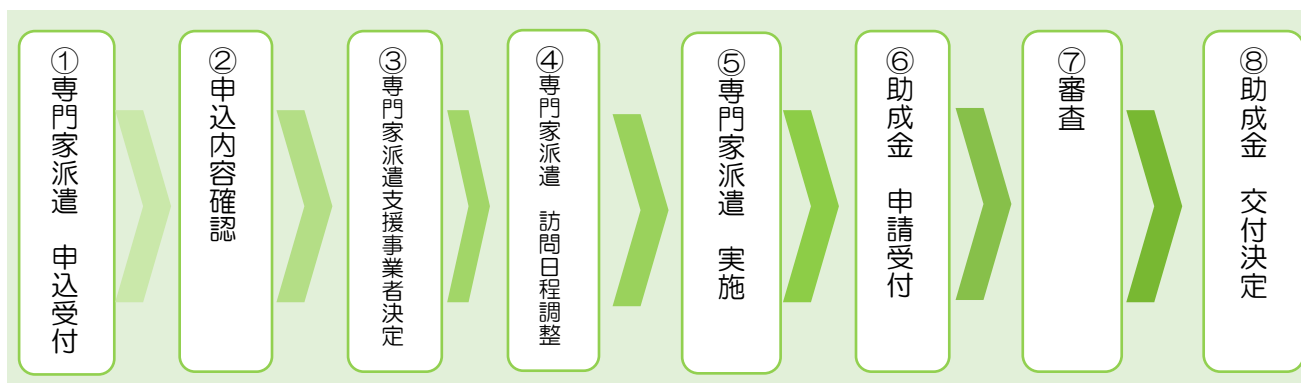 ①専門家派遣　申込受付
②申込内容確認
③専門家派遣支援事業者決定
④専門家派遣　訪問日程調整
⑤専門家派遣　実施
⑥助成金　申請受付
⑦審査
⑧助成金　交付決定